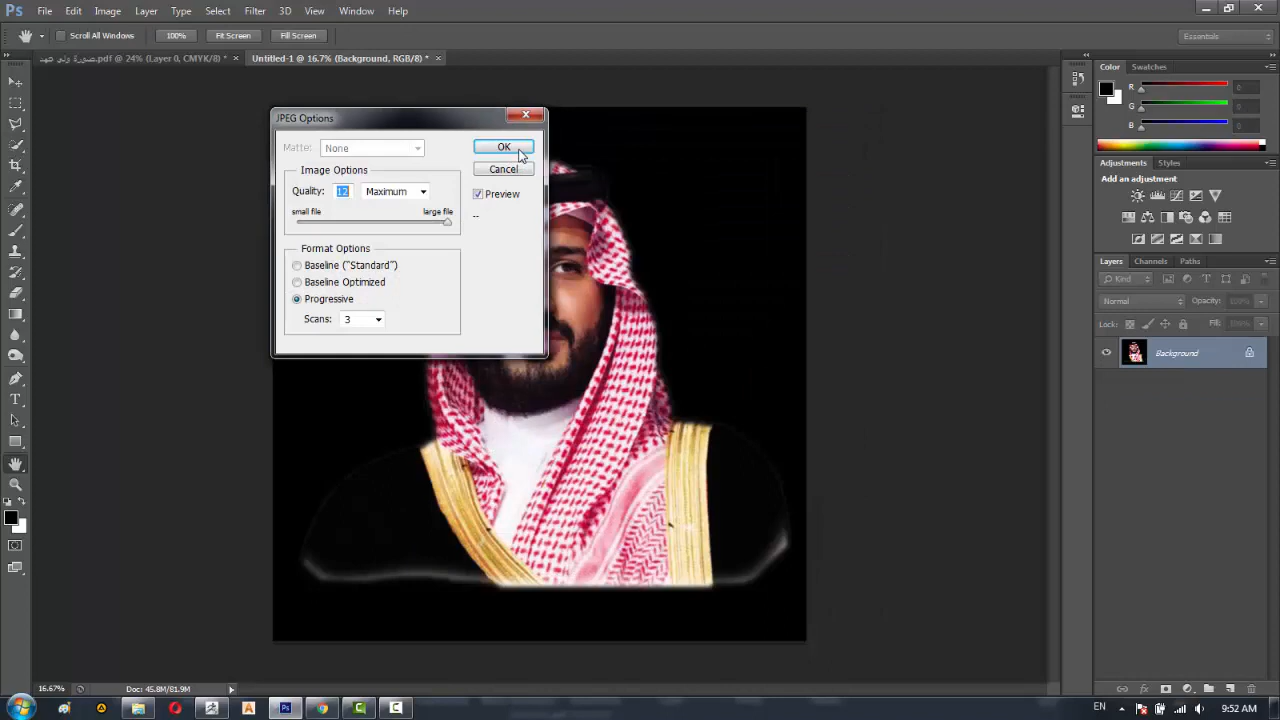 Ps File Edit Image Layer Type Select Filter 3D View Window Help
Scroll All Windows 100% Fit Screen Fill Screen Essentials
صورة ولي عهد.pdf @ 24% (Layer 0, CMYK/8) * × Untitled-1 @ 16.7% (Background, RGB/8) * ×
Color Swatches
R
G
B
JPEG Options
Matte: None
OK
Cancel
Image Options
Quality: 12 Maximum
Preview
small file large file
--
Format Options
Baseline ("Standard")
Baseline Optimized
Progressive
Scans: 3
Adjustments Styles
Add an adjustment
Layers Channels Paths
Kind
Normal Opacity: 100%
Lock: Fill: 100%
Background
16.67% Doc: 45.8M/81.9M
EN 9:52 AM